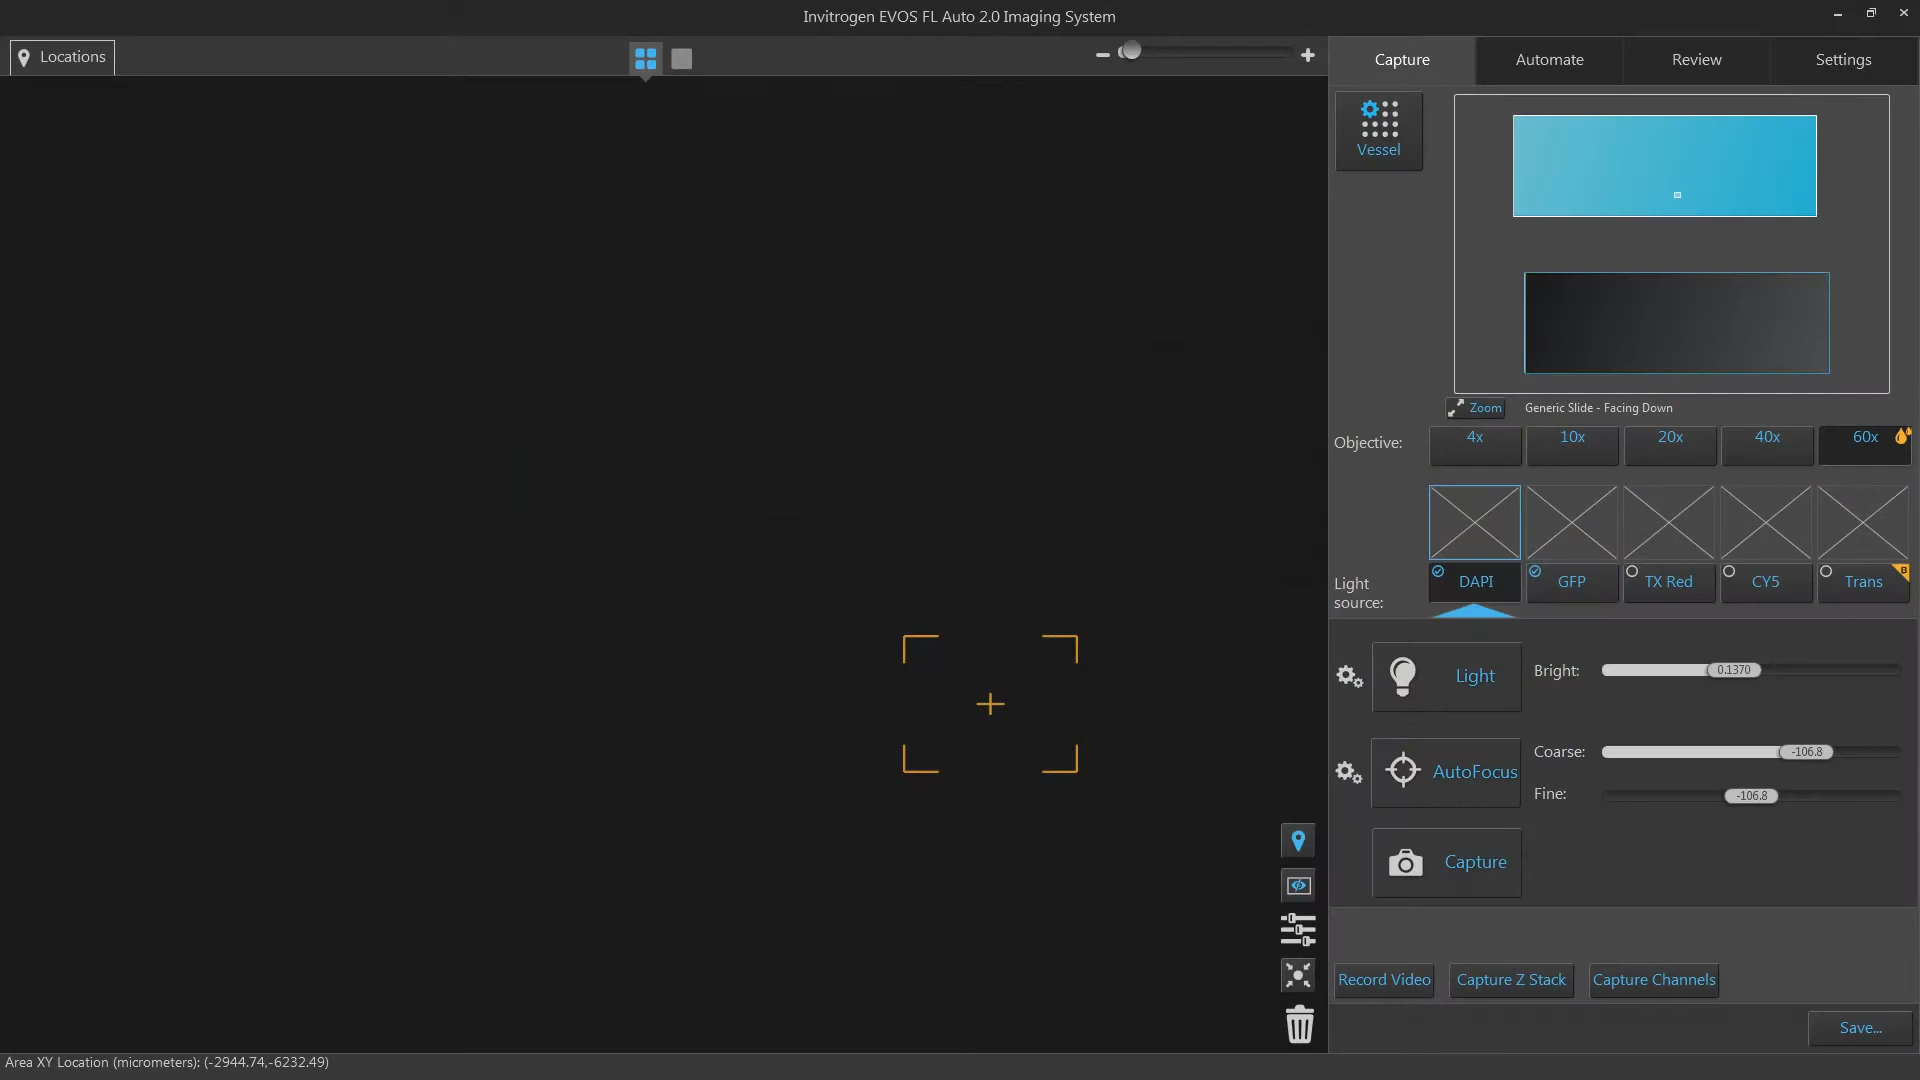 Invitrogen EVOS FL Auto 2.0 Imaging System
Locations
Capture
Automate
Review
Settings
Vessel
Zoom
Generic Slide - Facing Down
Objective:
4x
10x
20x
40x
60x
Light source:
DAPI
GFP
TX Red
CY5
Trans
B
Light
Bright:
0.1370
AutoFocus
Coarse:
-106.8
Fine:
-106.8
Capture
Record Video
Capture Z Stack
Capture Channels
Save...
Area XY Location (micrometers): (-2944.74,-6232.49)